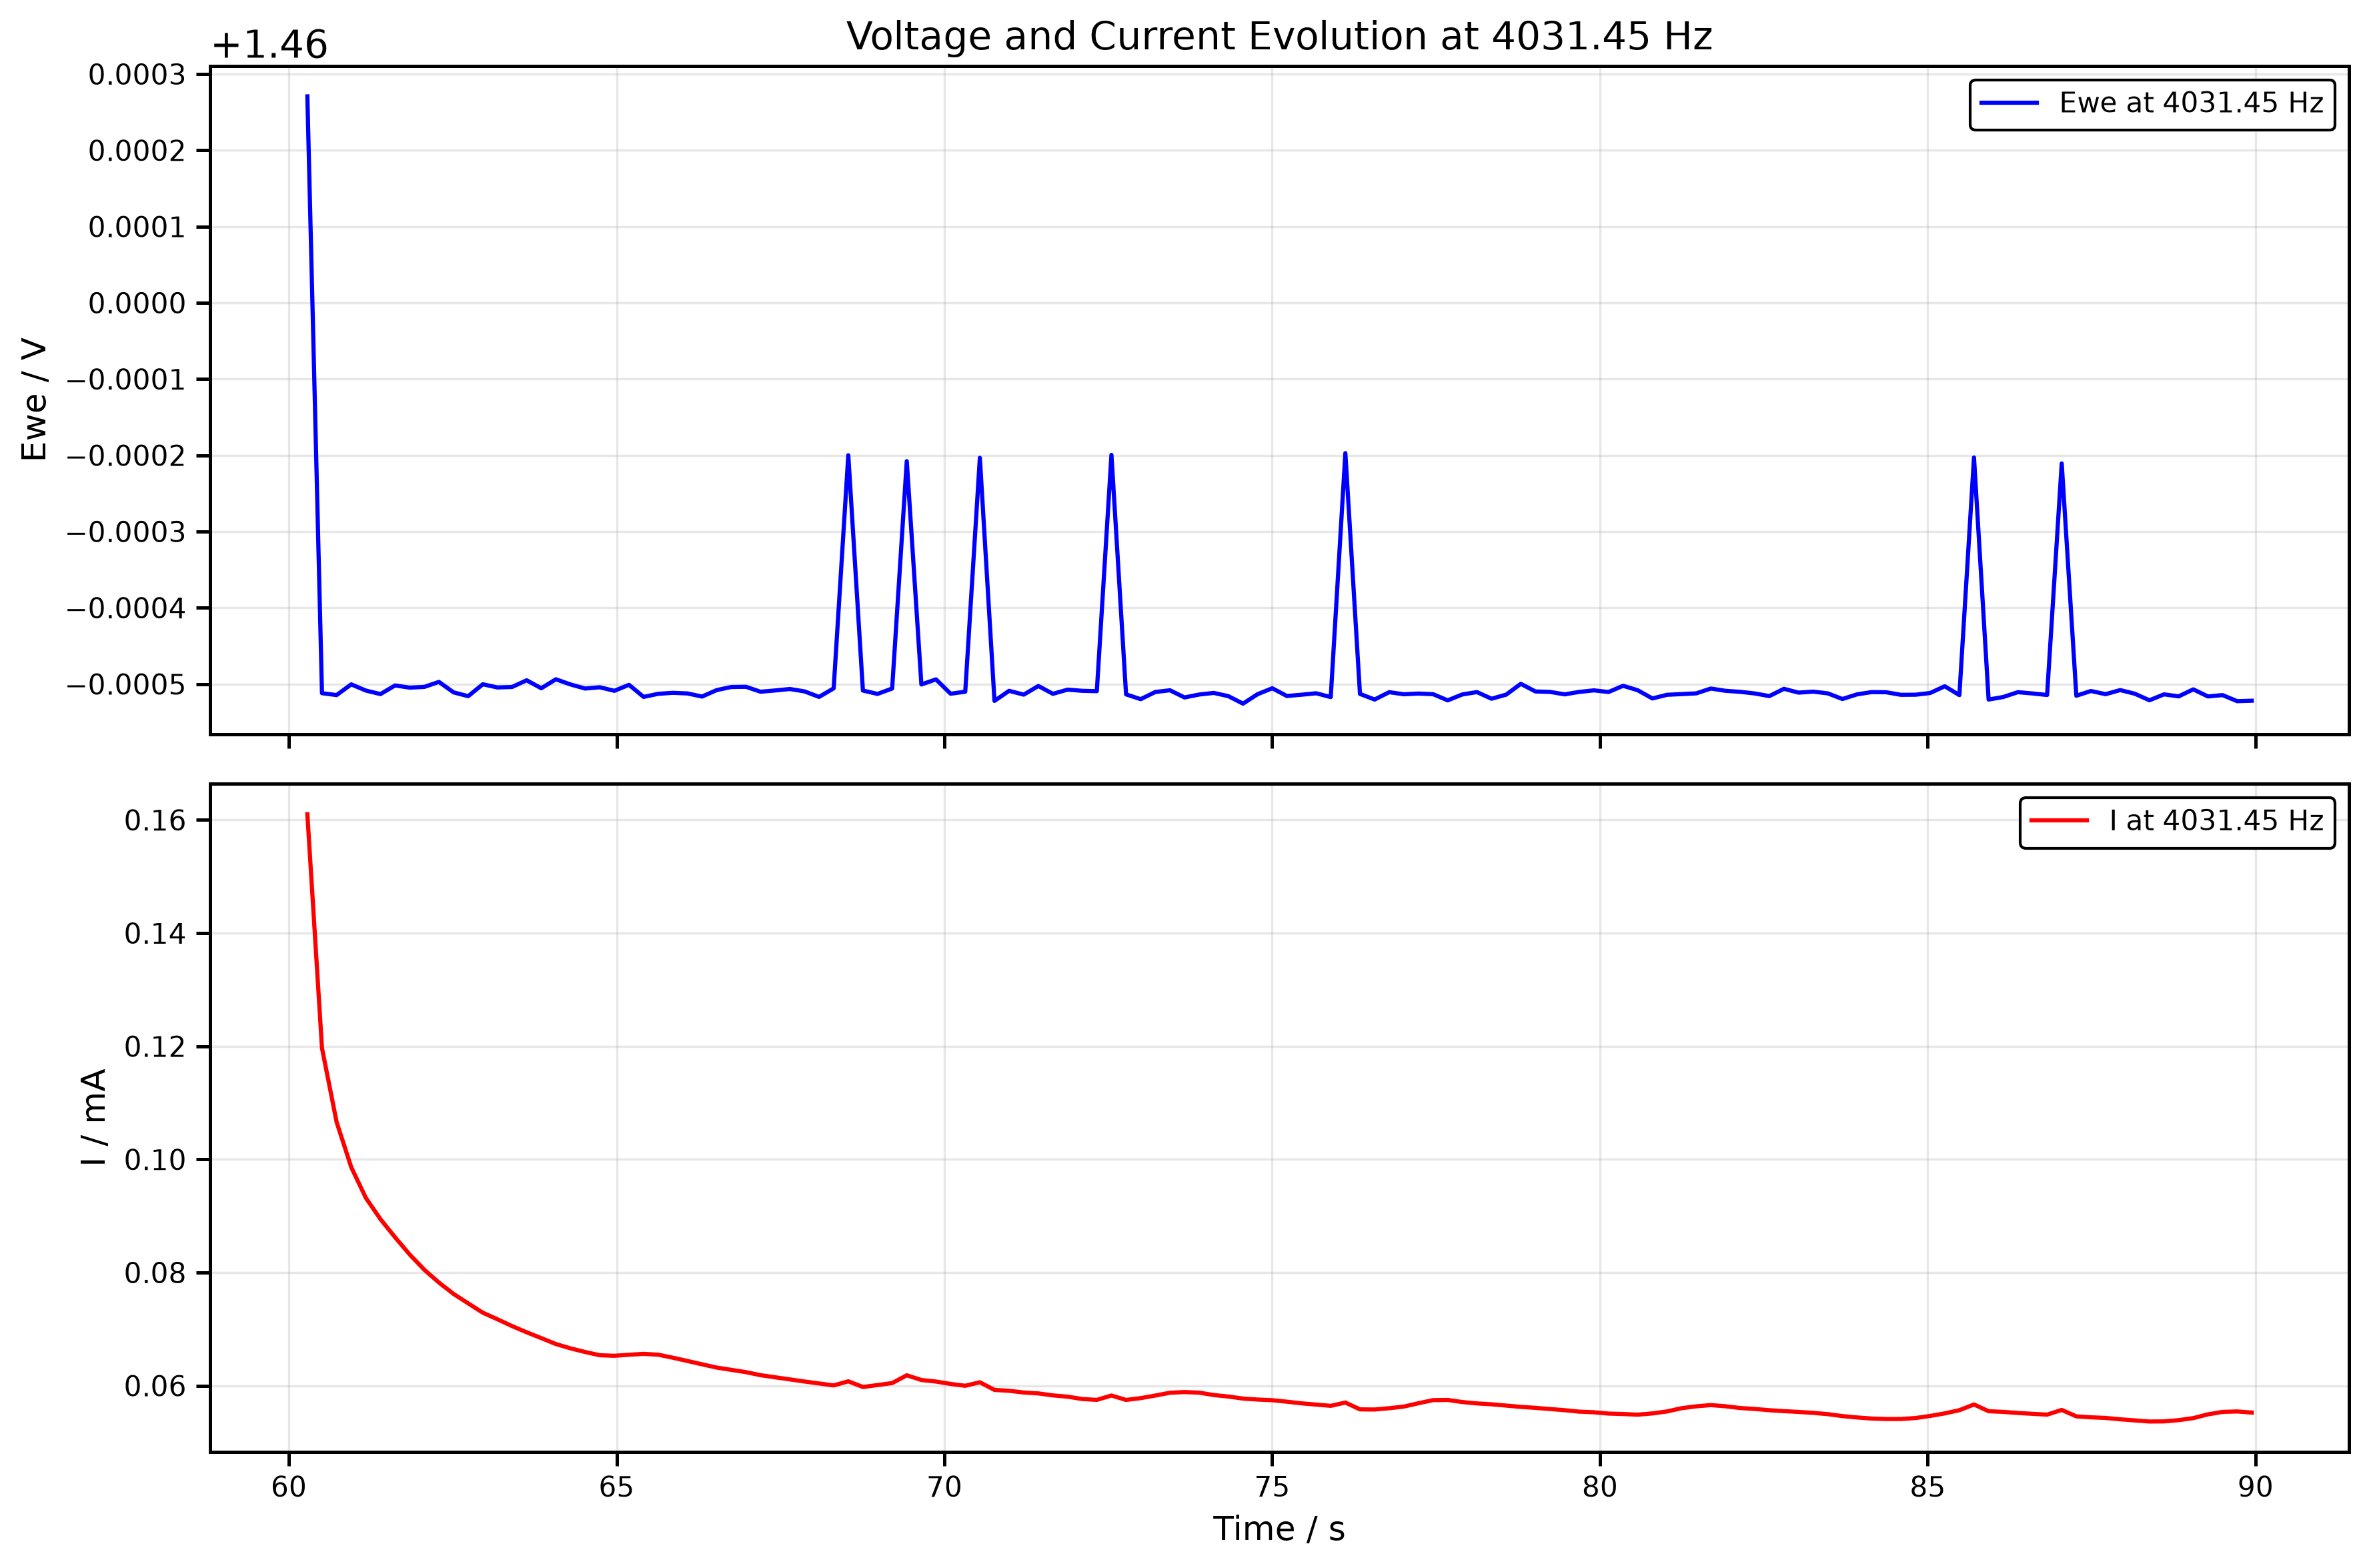 Voltage and Current Evolution at 4031.45 Hz
+1.46
0.0003
0.0002
0.0001
0.0000
−0.0001
−0.0002
−0.0003
−0.0004
−0.0005
Ewe / V
Ewe at 4031.45 Hz
0.16
0.14
0.12
0.10
0.08
0.06
I / mA
I at 4031.45 Hz
60 65 70 75 80 85 90
Time / s